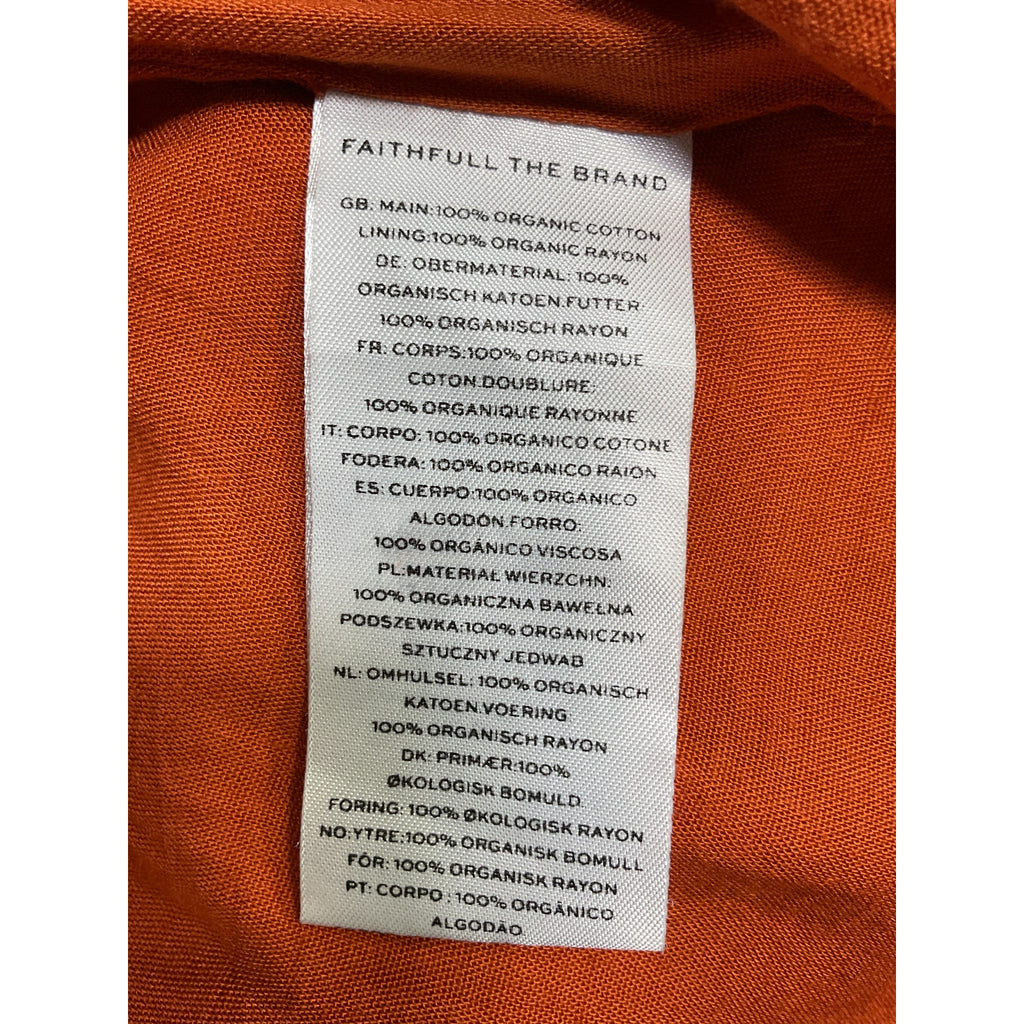 FAITHFULL THE BRAND
GB: MAIN:100% ORGANIC COTTON
LINING:100% ORGANIC RAYON
DE: OBERMATERIAL: 100%
ORGANISCH KATOEN.FUTTER:
100% ORGANISCH RAYON
FR: CORPS:100% ORGANIQUE
COTON.DOUBLURE:
100% ORGANIQUE RAYONNE
IT: CORPO: 100% ORGANICO COTONE
FODERA: 100% ORGANICO RAION
ES: CUERPO:100% ORGÁNICO
ALGODÓN.FORRO:
100% ORGÁNICO VISCOSA
PL:MATERIAŁ WIERZCHN:
100% ORGANICZNA BAWEŁNA
PODSZEWKA:100% ORGANICZNY
SZTUCZNY JEDWAB
NL: OMHULSEL: 100% ORGANISCH
KATOEN.VOERING
100% ORGANISCH RAYON
DK: PRIMÆR:100%
ØKOLOGISK BOMULD
FORING: 100% ØKOLOGISK RAYON
NO:YTRE:100% ORGANISK BOMULL
FÔR: 100% ORGANISK RAYON
PT: CORPO : 100% ORGÂNICO
ALGODÃO